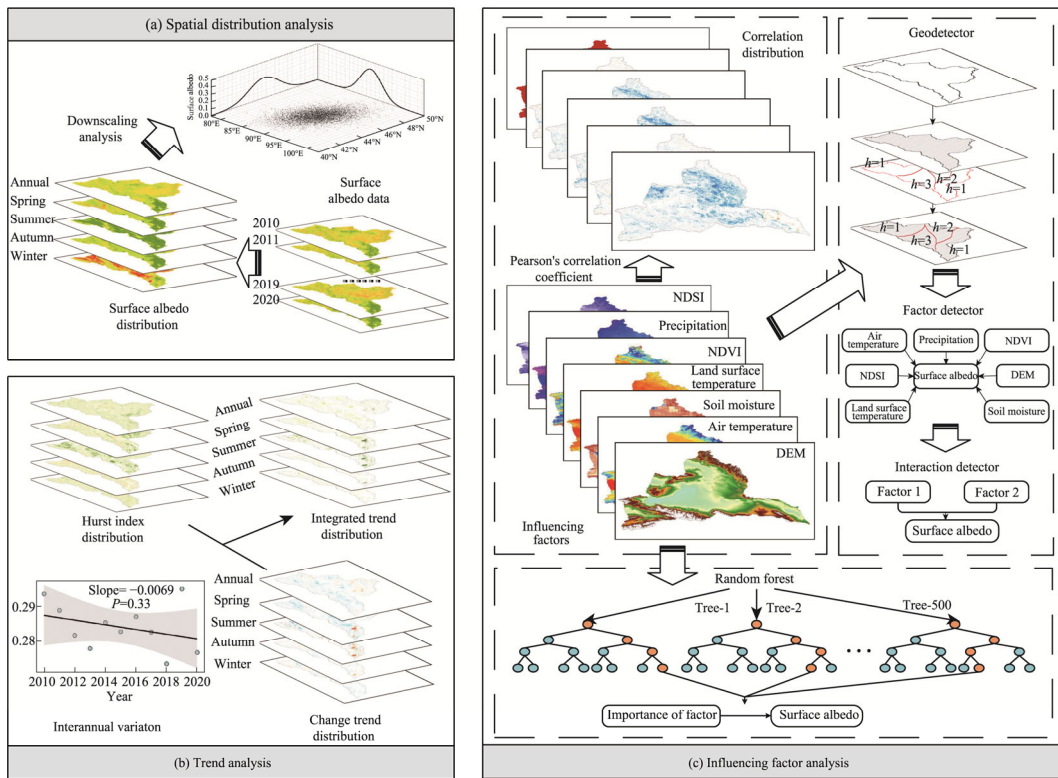 (a) Spatial distribution analysis
Surface albedo
0.5
0.4
0.3
0.2
0.1
0.0
80°E
85°E
90°E
95°E
100°E
40°N
42°N
44°N
46°N
48°N
50°N
Downscaling
analysis
Annual
Spring
Summer
Autumn
Winter
Surface albedo
distribution
Surface
albedo data
2010
2011
2019
2020
Annual
Spring
Summer
Autumn
Winter
Hurst index
distribution
Integrated trend
distribution
Slope= −0.0069
P=0.33
0.29
0.28
2010 2012 2014 2016 2018 2020
Year
Interannual variaton
Annual
Spring
Summer
Autumn
Winter
Change trend
distribution
(b) Trend analysis
Correlation
distribution
Pearson's correlation
coefficient
NDSI
Precipitation
NDVI
Land surface
temperature
Soil moisture
Air temperature
DEM
Influencing
factors
Geodetector
h=1
h=2
h=3
h=1
h=1
h=2
h=3
h=1
Factor detector
Air
temperature
Precipitation
NDVI
NDSI
Surface albedo
DEM
Land surface
temperature
Soil moisture
Interaction detector
Factor 1
Factor 2
Surface albedo
Random forest
Tree-1
Tree-2
Tree-500
Importance of factor
Surface albedo
(c) Influencing factor analysis